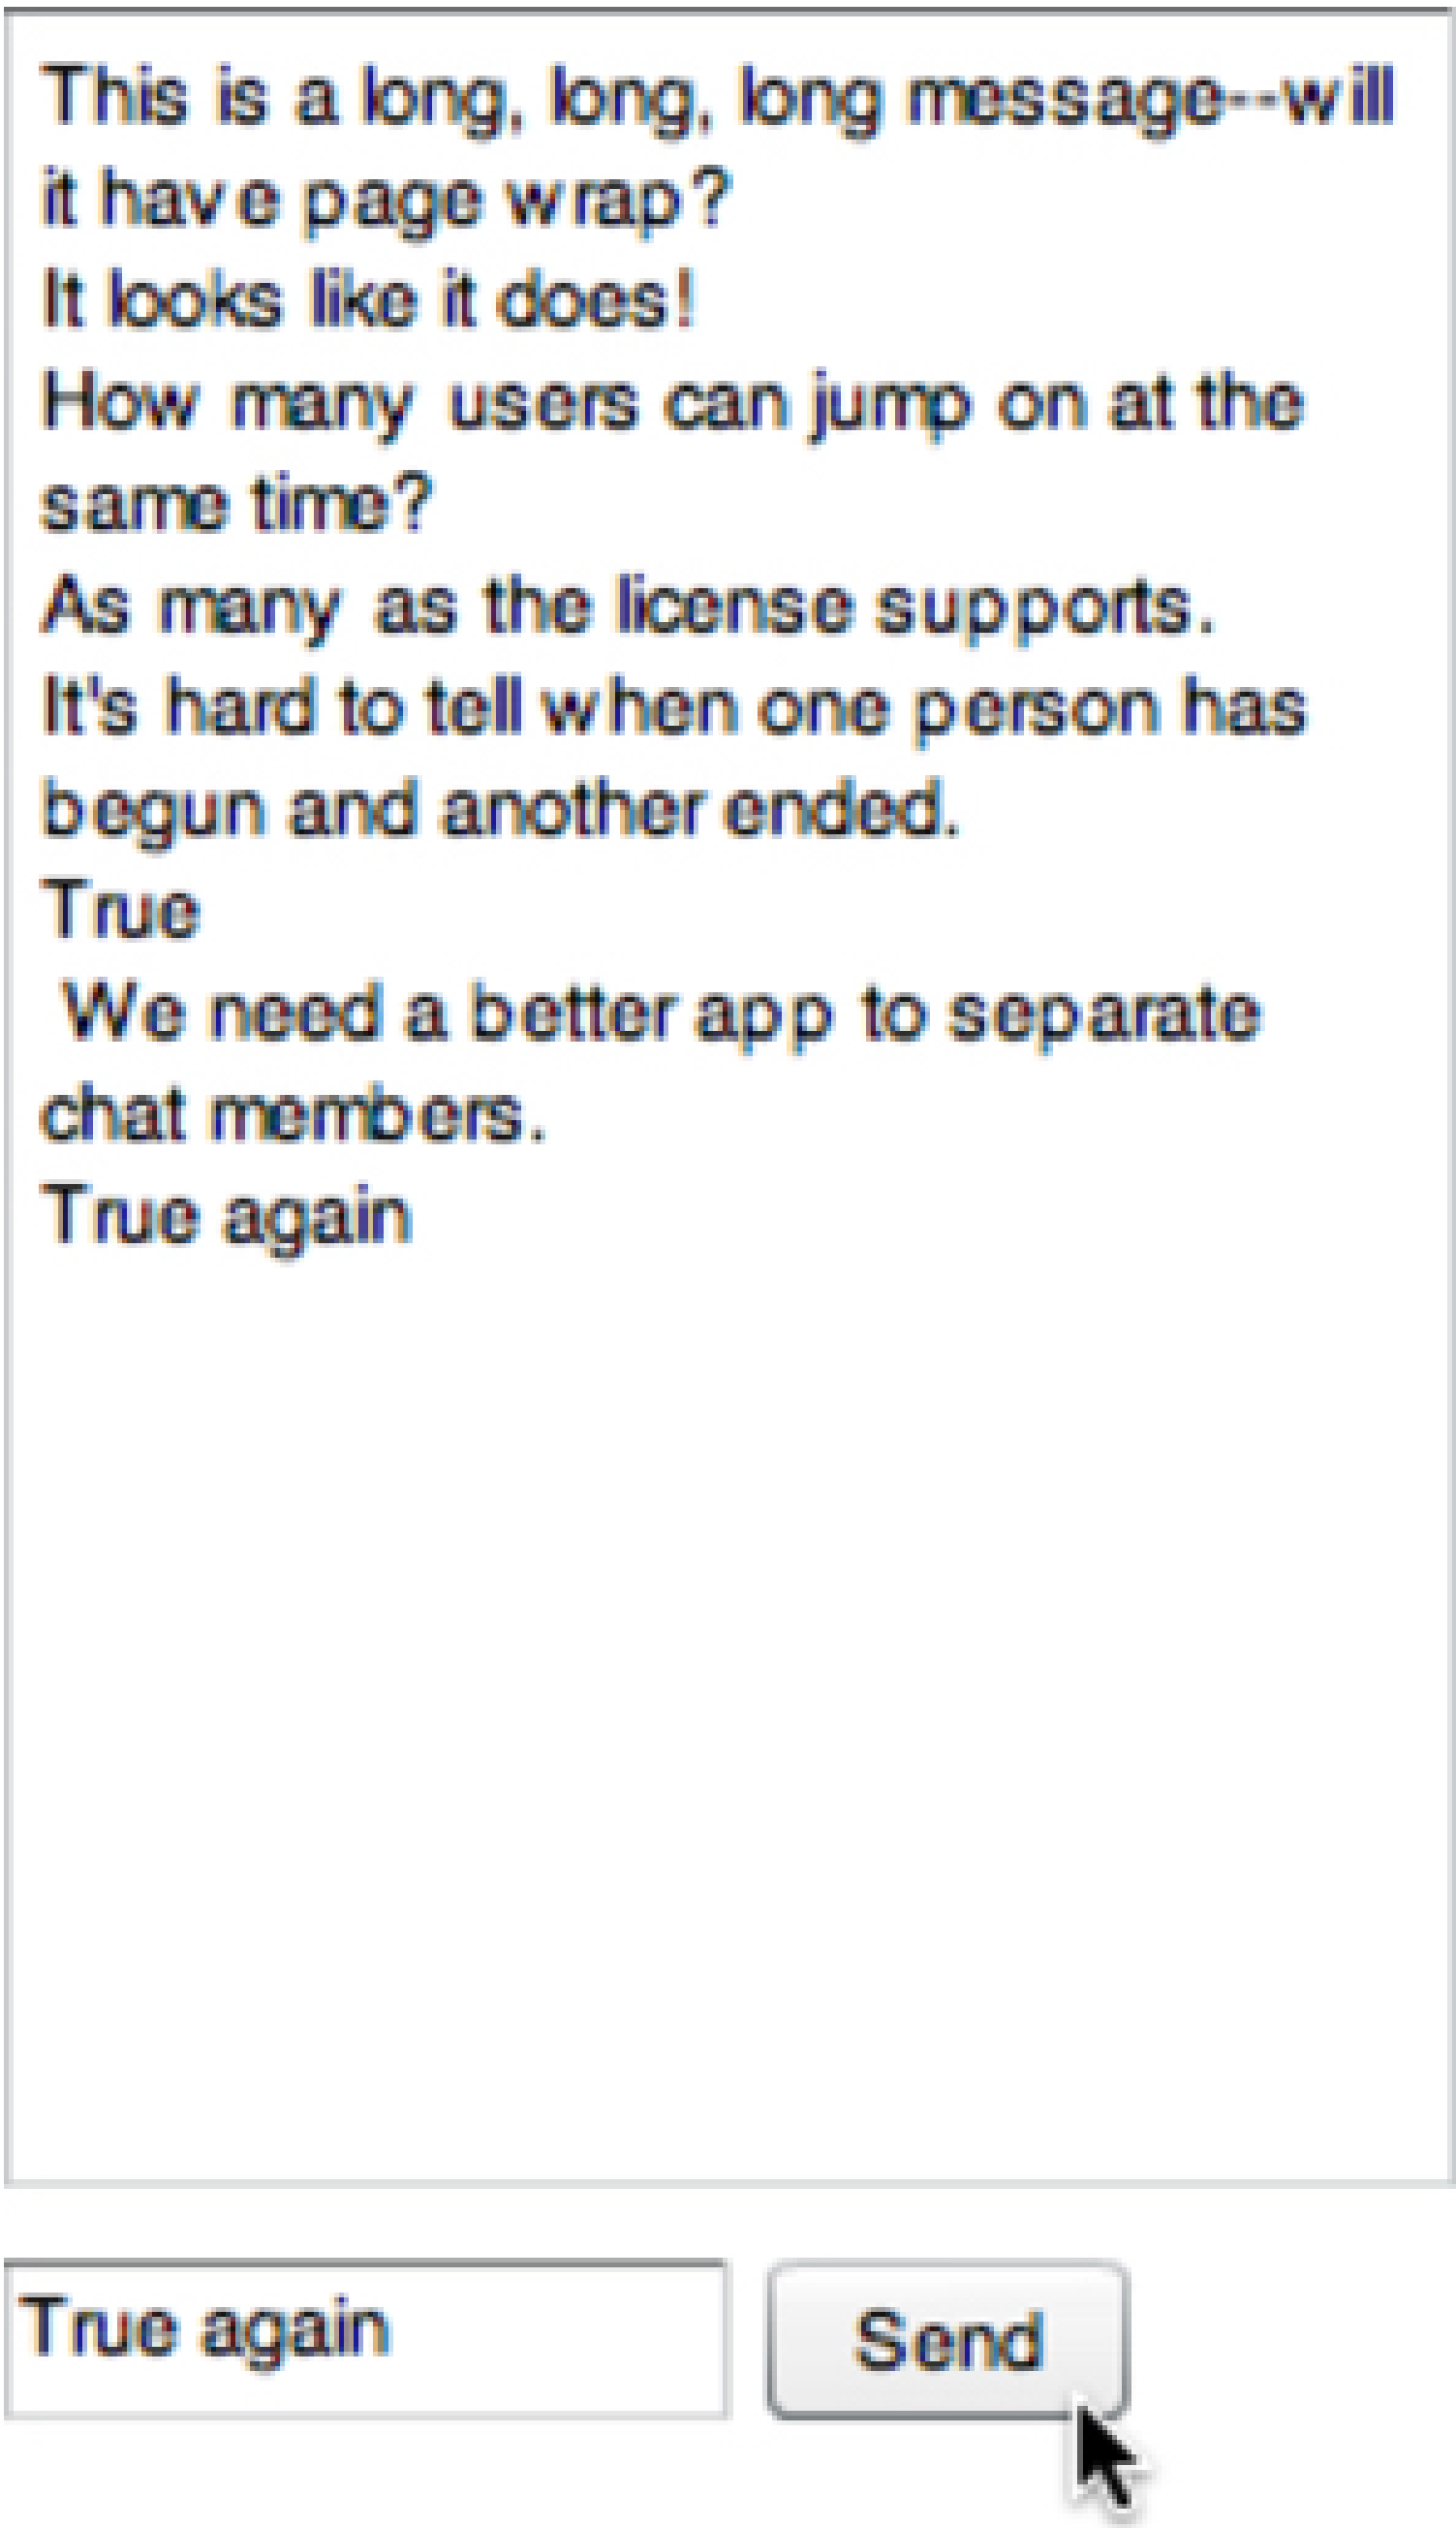 This is a long, long, long message--will
it have page wrap?
It looks like it does!
How many users can jump on at the
same time?
As many as the license supports.
It's hard to tell when one person has
begun and another ended.
True
We need a better app to separate
chat members.
True again
True again
Send